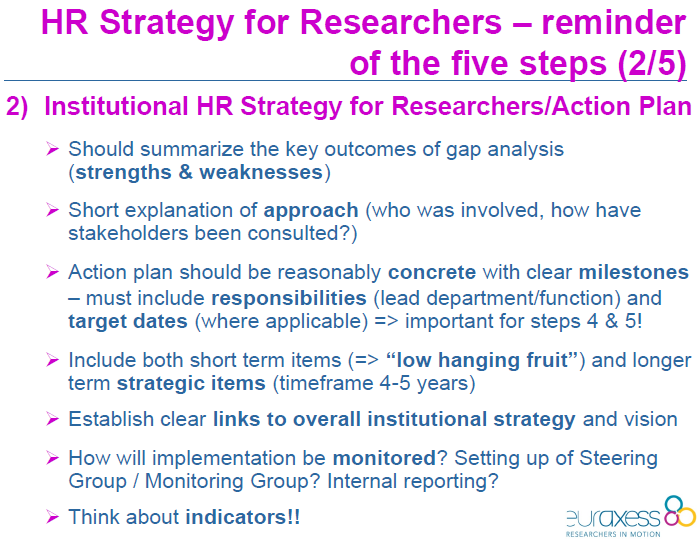 HR Strategy for Researchers – reminder
of the five steps (2/5)
2) Institutional HR Strategy for Researchers/Action Plan
➢ Should summarize the key outcomes of gap analysis
(strengths & weaknesses)
➢ Short explanation of approach (who was involved, how have
stakeholders been consulted?)
➢ Action plan should be reasonably concrete with clear milestones
– must include responsibilities (lead department/function) and
target dates (where applicable) => important for steps 4 & 5!
➢ Include both short term items (=> “low hanging fruit”) and longer
term strategic items (timeframe 4-5 years)
➢ Establish clear links to overall institutional strategy and vision
➢ How will implementation be monitored? Setting up of Steering
Group / Monitoring Group? Internal reporting?
➢ Think about indicators!!
euraxess
RESEARCHERS IN MOTION